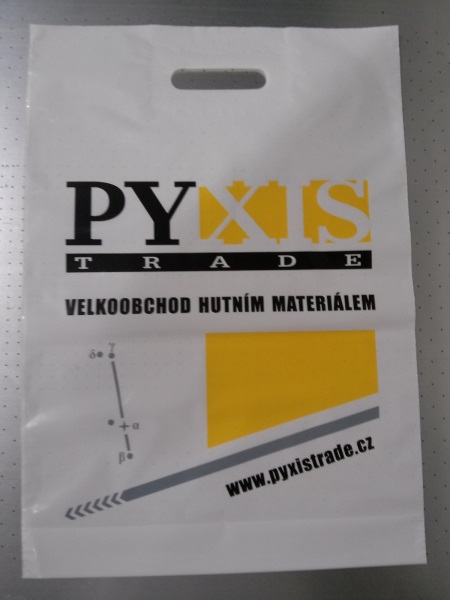 PYXIS
TRADE
VELKOOBCHOD HUTNÍM MATERIÁLEM
δ γ
α
β
www.pyxistrade.cz